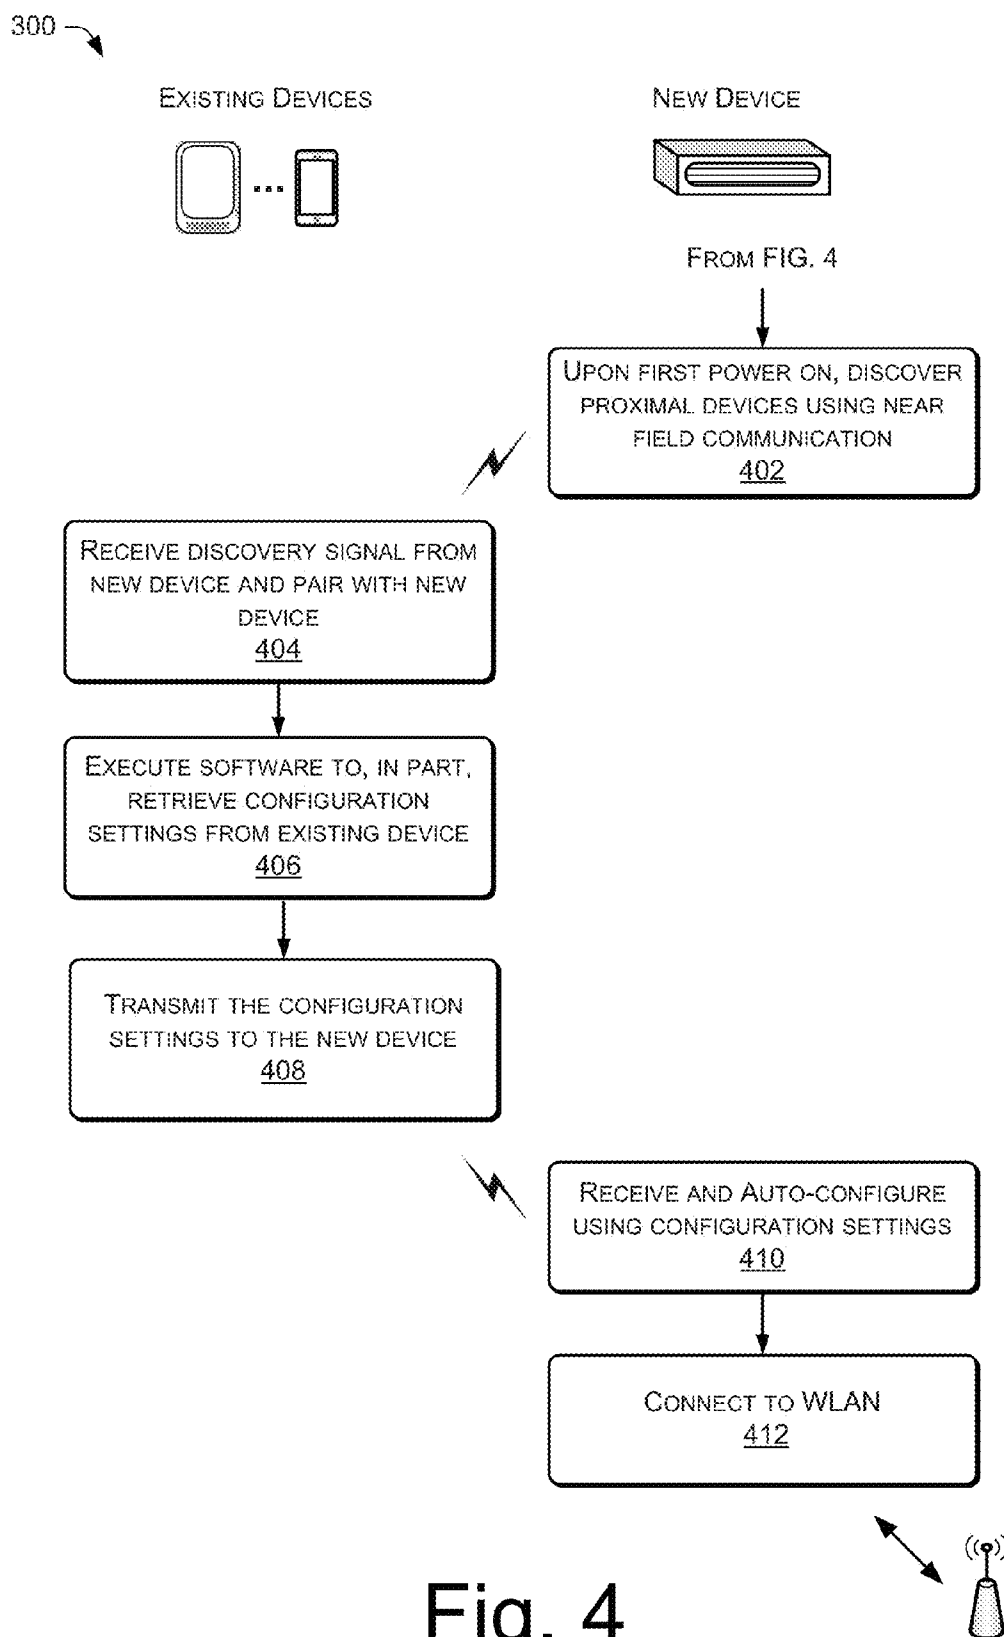 300
EXISTING DEVICES
NEW DEVICE
FROM FIG. 4
UPON FIRST POWER ON, DISCOVER
PROXIMAL DEVICES USING NEAR
FIELD COMMUNICATION
402
RECEIVE DISCOVERY SIGNAL FROM
NEW DEVICE AND PAIR WITH NEW
DEVICE
404
EXECUTE SOFTWARE TO, IN PART,
RETRIEVE CONFIGURATION
SETTINGS FROM EXISTING DEVICE
406
TRANSMIT THE CONFIGURATION
SETTINGS TO THE NEW DEVICE
408
RECEIVE AND AUTO-CONFIGURE
USING CONFIGURATION SETTINGS
410
CONNECT TO WLAN
412
Fig. 4